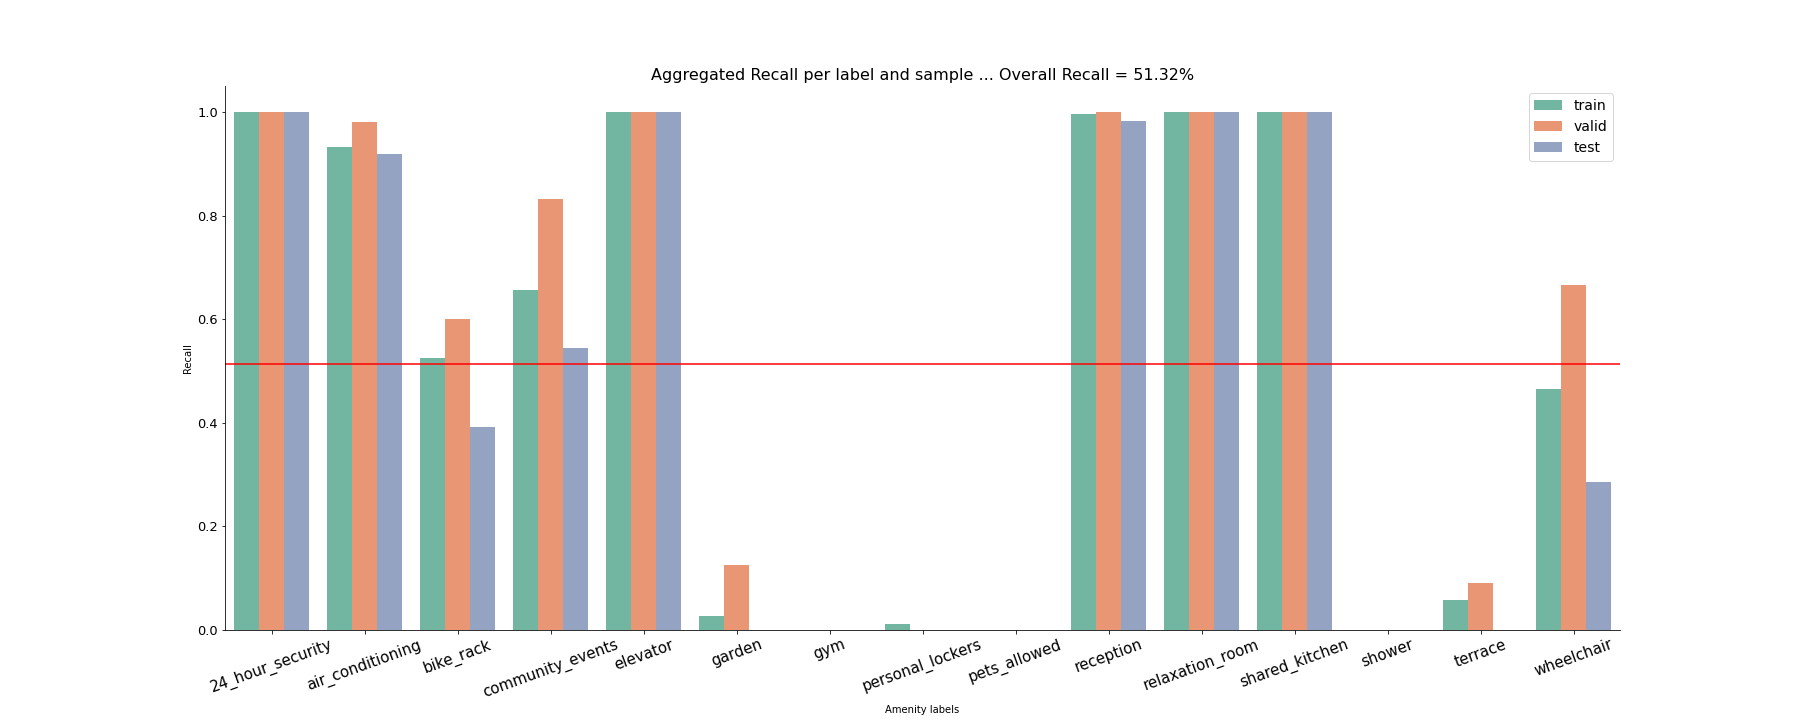 Aggregated Recall per label and sample ... Overall Recall = 51.32%
train
valid
test
Recall
1.0
0.8
0.6
0.4
0.2
0.0
24_hour_security
air_conditioning
bike_rack
community_events
elevator
garden
gym
personal_lockers
pets_allowed
reception
relaxation_room
shared_kitchen
shower
terrace
wheelchair
Amenity labels